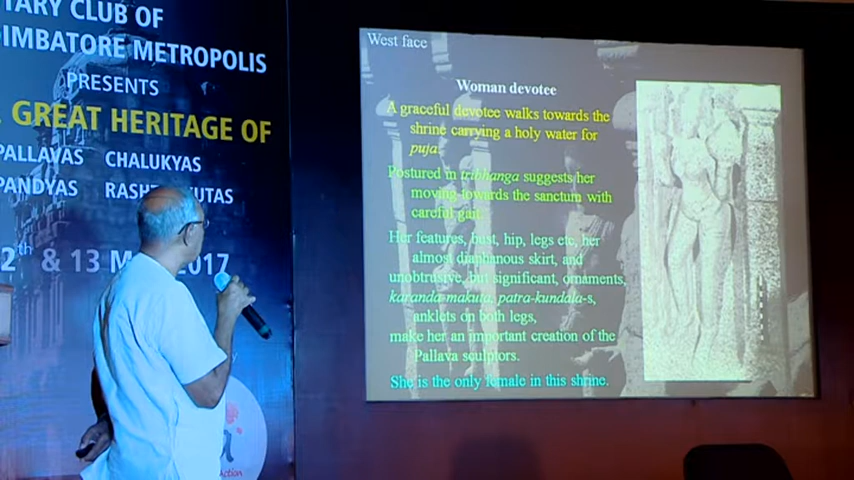 TARY CLUB OF
IMBATORE METROPOLIS
PRESENTS
GREAT HERITAGE OF
PALLAVAS CHALUKYAS
PANDYAS
2th & 13 2017
ction
West face
Woman devotee
A graceful devotee walks towards the
shrine carrying a holy water for
puja.
Postured in tribhanga suggests her
moving towards the sanctum with
careful gait.
Her features, bust, hip, legs etc, her
almost diaphanous skirt, and
unobtrusive, but significant, ornaments,
karanda-makuta, patra-kundala-s,
anklets on both legs,
make her an important creation of the
Pallava sculptors.
She is the only female in this shrine.